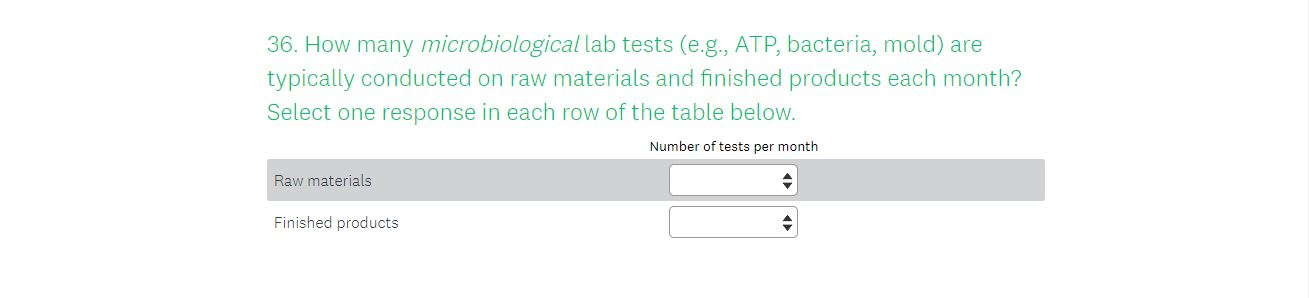 36. How many microbiological lab tests (e.g., ATP, bacteria, mold) are
typically conducted on raw materials and finished products each month?
Select one response in each row of the table below.
Number of tests per month
Raw materials
Finished products